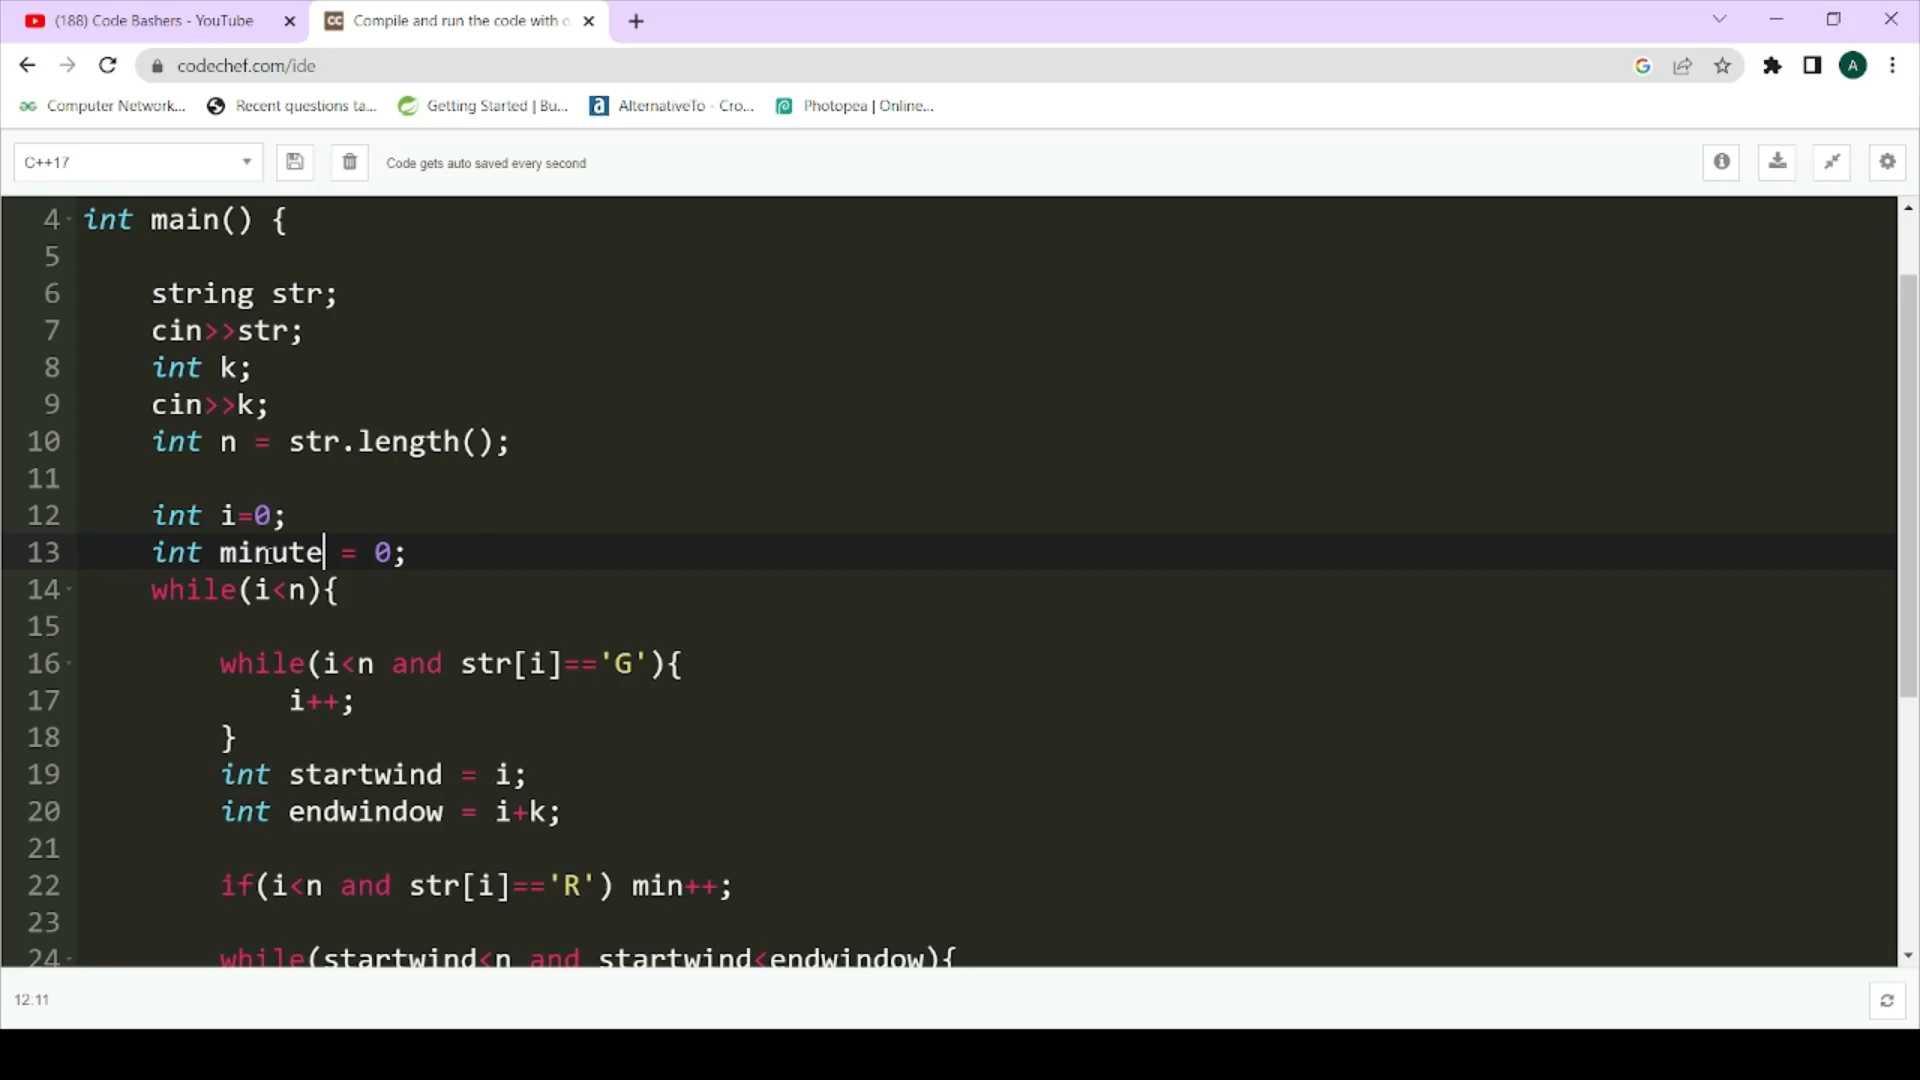 (188) Code Bashers - YouTube
Compile and run the code with o
codechef.com/ide
A
Computer Network...
Recent questions ta...
Getting Started | Bu...
AlternativeTo - Cro...
Photopea | Online...
C++17
Code gets auto saved every second
4 int main() {
5
6 string str;
7 cin>>str;
8 int k;
9 cin>>k;
10 int n = str.length();
11
12 int i=0;
13 int minute = 0;
14 while(i<n){
15
16 while(i<n and str[i]=='G'){
17 i++;
18 }
19 int startwind = i;
20 int endwindow = i+k;
21
22 if(i<n and str[i]=='R') min++;
23
24 while(startwind<n and startwind<endwindow){
12.11